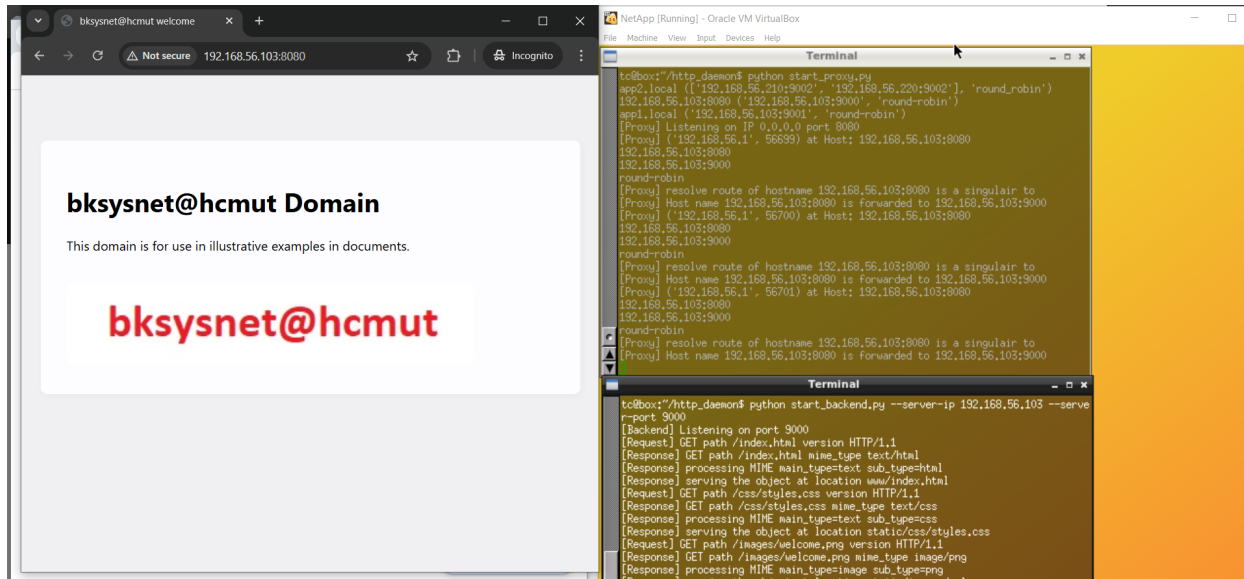 bksysnet@hcmut welcome
Not secure
192.168.56.103:8080
Incognito
bksysnet@hcmut Domain
This domain is for use in illustrative examples in documents.
bksysnet@hcmut
NetApp [Running] - Oracle VM VirtualBox
File Machine View Input Devices Help
Terminal
tc@box:~/http_daemon$ python start_proxy.py
app2.local (['192.168.56.210:9002', '192.168.56.220:9002'], 'round_robin')
192.168.56.103:8080 ('192.168.56.103:9000', 'round-robin')
app1.local ('192.168.56.103:9001', 'round-robin')
[Proxy] Listening on IP 0.0.0.0 port 8080
[Proxy] ('192.168.56.1', 56699) at Host: 192.168.56.103:8080
192.168.56.103:8080
192.168.56.103:9000
round-robin
[Proxy] resolve route of hostname 192.168.56.103:8080 is a singulair to
[Proxy] Host name 192.168.56.103:8080 is forwarded to 192.168.56.103:9000
[Proxy] ('192.168.56.1', 56700) at Host: 192.168.56.103:8080
192.168.56.103:8080
192.168.56.103:9000
round-robin
[Proxy] resolve route of hostname 192.168.56.103:8080 is a singulair to
[Proxy] Host name 192.168.56.103:8080 is forwarded to 192.168.56.103:9000
[Proxy] ('192.168.56.1', 56701) at Host: 192.168.56.103:8080
192.168.56.103:8080
192.168.56.103:9000
round-robin
[Proxy] resolve route of hostname 192.168.56.103:8080 is a singulair to
[Proxy] Host name 192.168.56.103:8080 is forwarded to 192.168.56.103:9000
Terminal
tc@box:~/http_daemon$ python start_backend.py --server-ip 192.168.56.103 --serve
r-port 9000
[Backend] Listening on port 9000
[Request] GET path /index.html version HTTP/1.1
[Response] GET path /index.html mime_type text/html
[Response] processing MIME main_type=text sub_type=html
[Response] serving the object at location www/index.html
[Request] GET path /css/styles.css version HTTP/1.1
[Response] GET path /css/styles.css mime_type text/css
[Response] processing MIME main_type=text sub_type=css
[Response] serving the object at location static/css/styles.css
[Request] GET path /images/welcome.png version HTTP/1.1
[Response] GET path /images/welcome.png mime_type image/png
[Response] processing MIME main_type=image sub_type=png